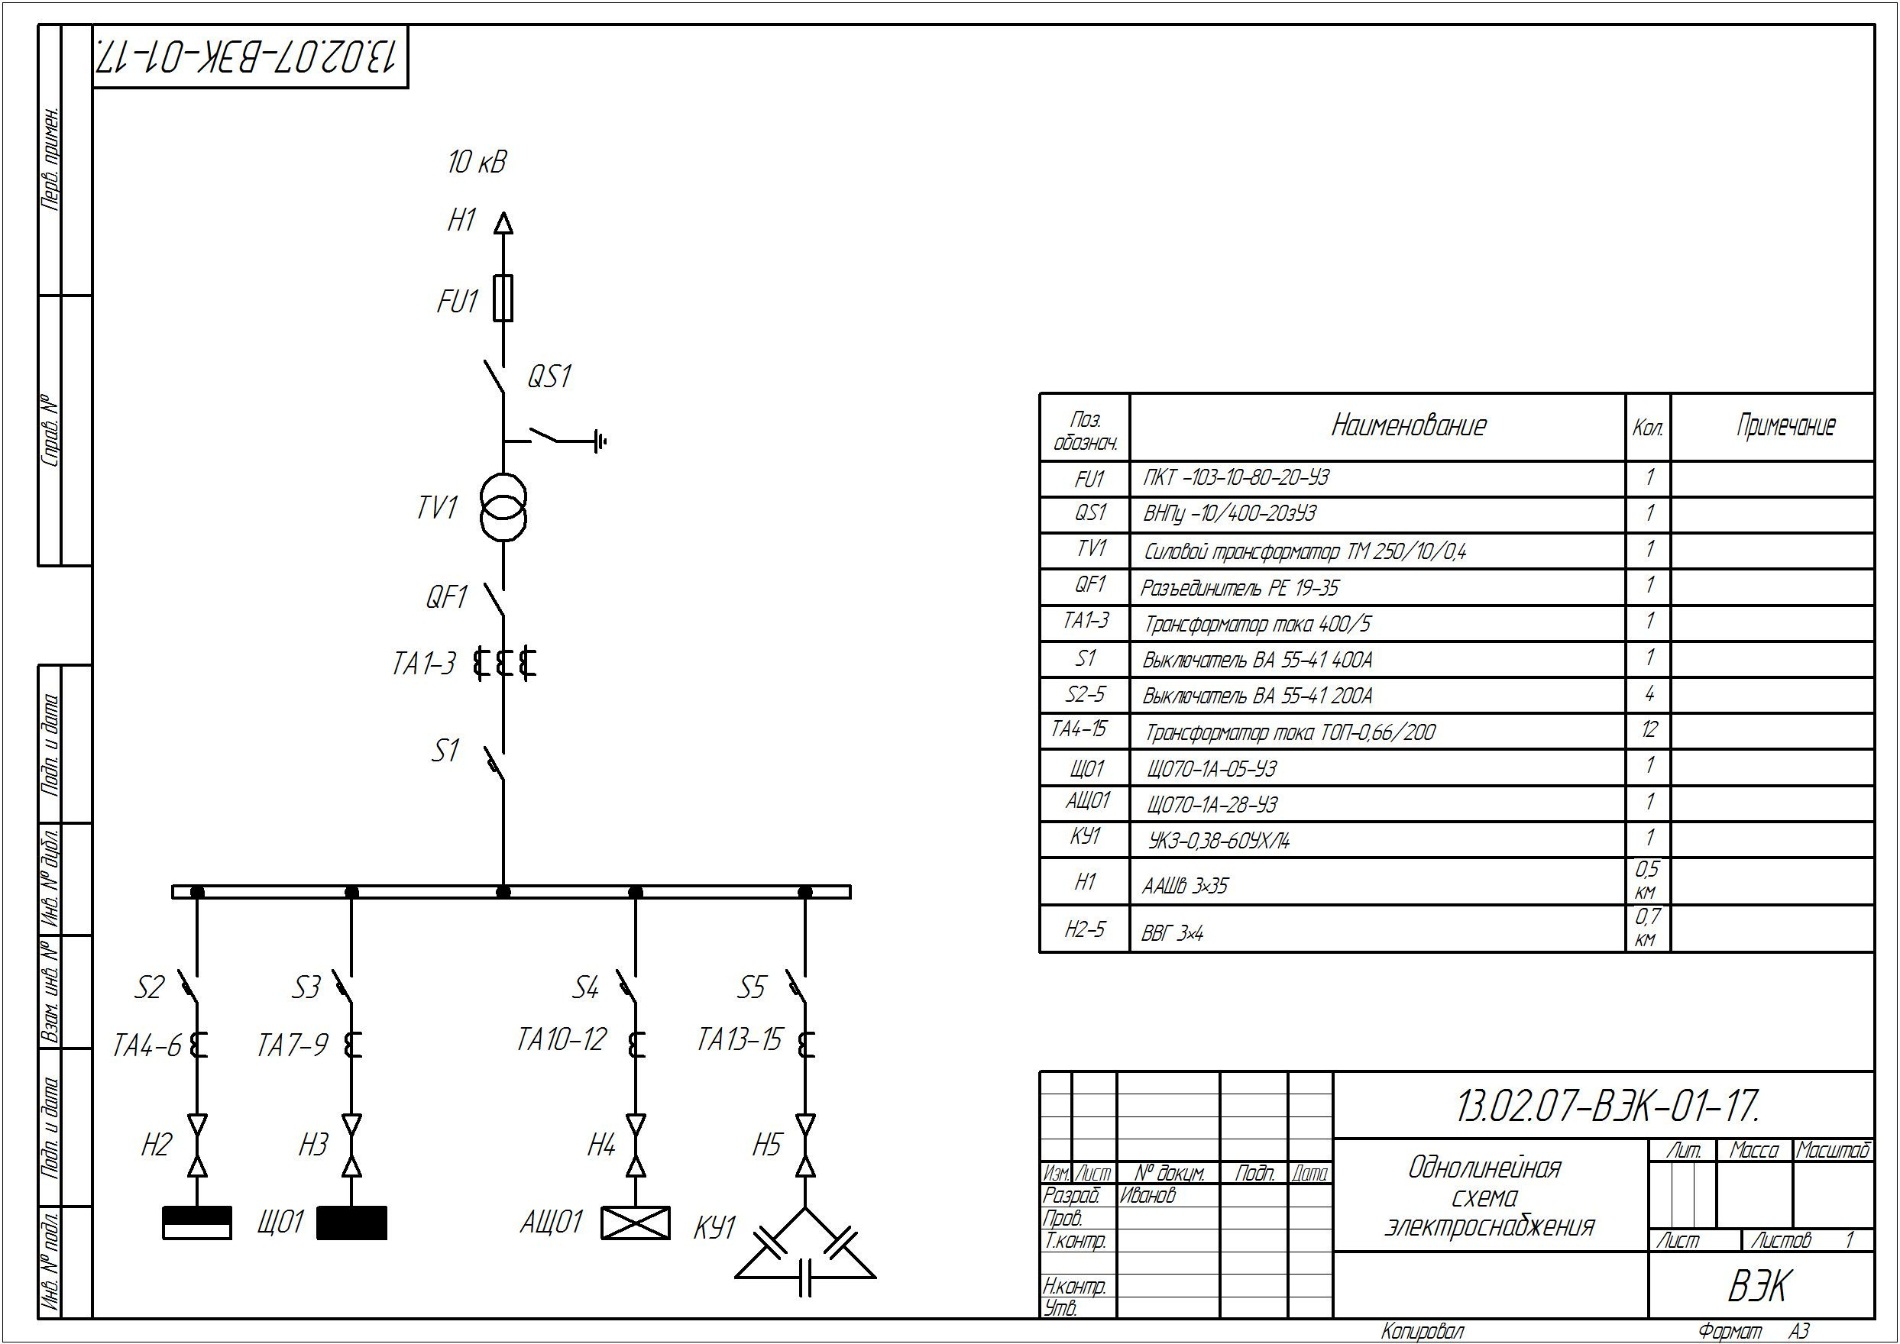 13.02.07-ВЭК-01-17.
Перв. примен.
Справ. №
Подп. и дата
Инв. № дубл.
Взам. инв. №
Подп. и дата
Инв. № подл.
10 кВ
Н1
FU1
QS1
TV1
QF1
ТА1-3
S1
S2
S3
S4
S5
ТА4-6
ТА7-9
ТА10-12
ТА13-15
Н2
Н3
Н4
Н5
ЩО1
АЩО1
КУ1
Поз. обознач. Наименование Кол. Примечание
FU1 ПКТ -103-10-80-20-У3 1
QS1 ВНПу -10/400-20зУ3 1
TV1 Силовой трансформатор ТМ 250/10/0,4 1
QF1 Разъединитель РЕ 19-35 1
ТА1-3 Трансформатор тока 400/5 1
S1 Выключатель ВА 55-41 400А 1
S2-5 Выключатель ВА 55-41 200А 4
ТА4-15 Трансформатор тока ТОП-0,66/200 12
ЩО1 ЩО70-1А-05-У3 1
АЩО1 ЩО70-1А-28-У3 1
КУ1 УК3-0,38-60УХЛ4 1
Н1 ААШв 3×35 0,5 км
Н2-5 ВВГ 3×4 0,7 км
13.02.07-ВЭК-01-17.
Изм. Лист № докум. Подп. Дата
Разраб. Иванов
Пров.
Т.контр.
Н.контр.
Утв.
Однолинейная
схема
электроснабжения
Лит. Масса Масштаб
Лист Листов 1
ВЭК
Копировал Формат А3